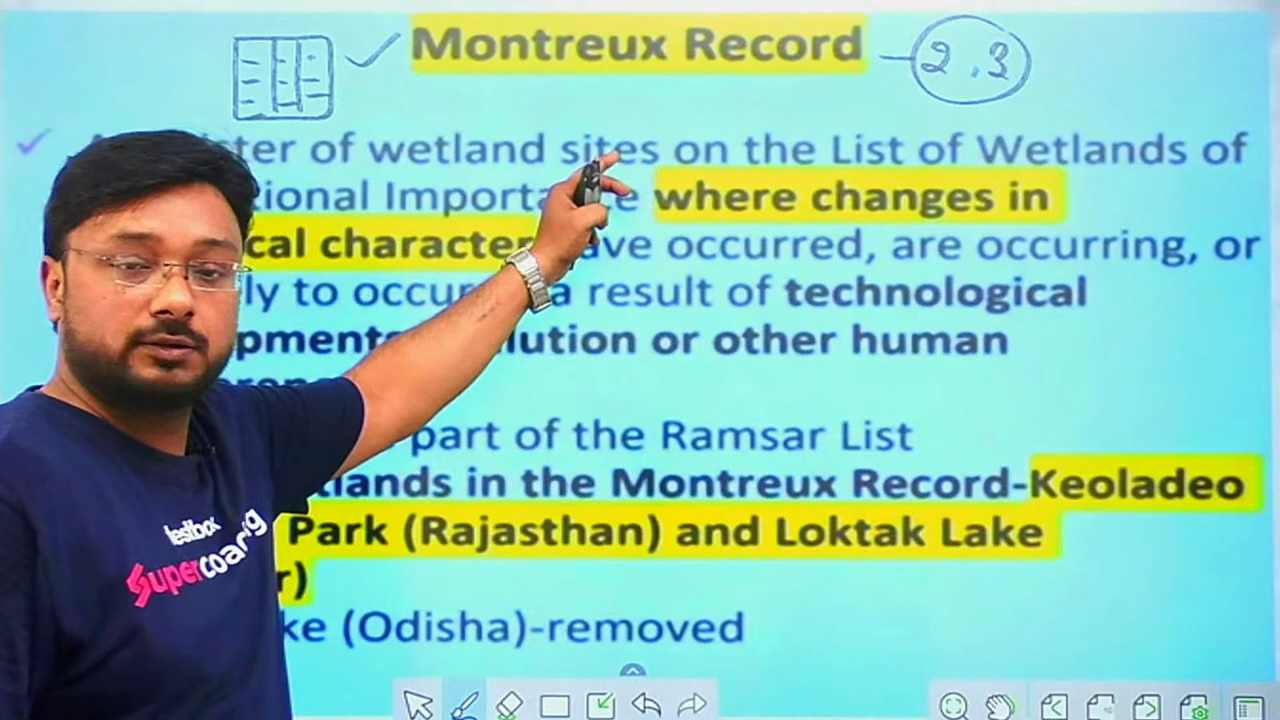 Montreux Record
2,3
ter of wetland sites on the List of Wetlands of
tional Importa e where changes in
cal character ave occurred, are occurring, or
ly to occur a result of technological
pments lution or other human
part of the Ramsar List
tlands in the Montreux Record-Keoladeo
Park (Rajasthan) and Loktak Lake
r)
ke (Odisha)-removed
testbook
Supercoaching